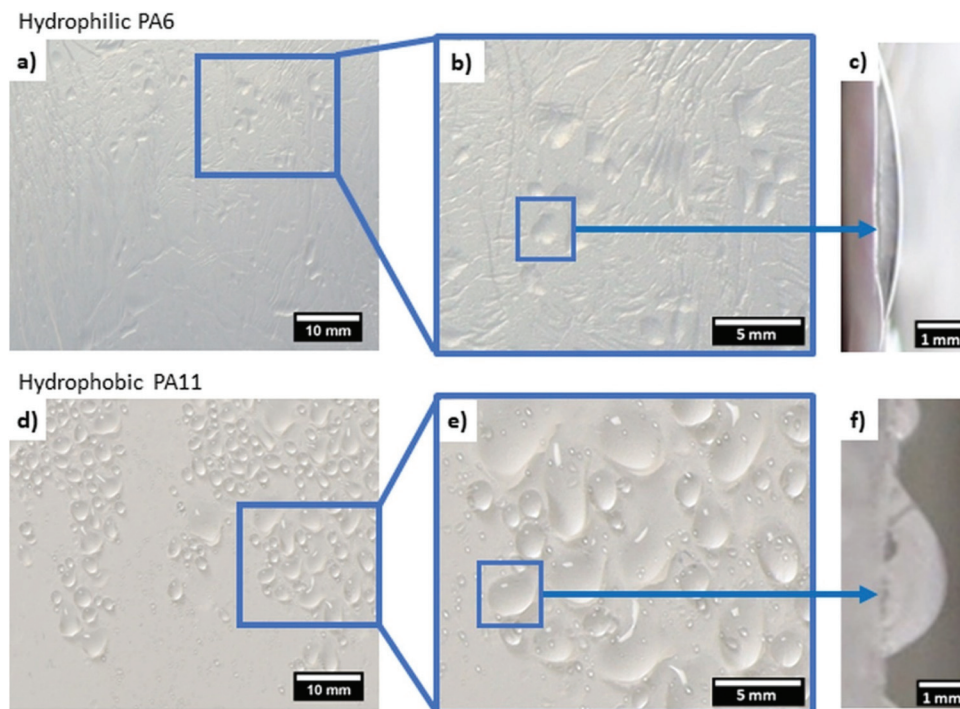 Hydrophilic PA6
a)
b)
c)
10 mm
5 mm
1 mm
Hydrophobic PA11
d)
e)
f)
10 mm
5 mm
1 mm